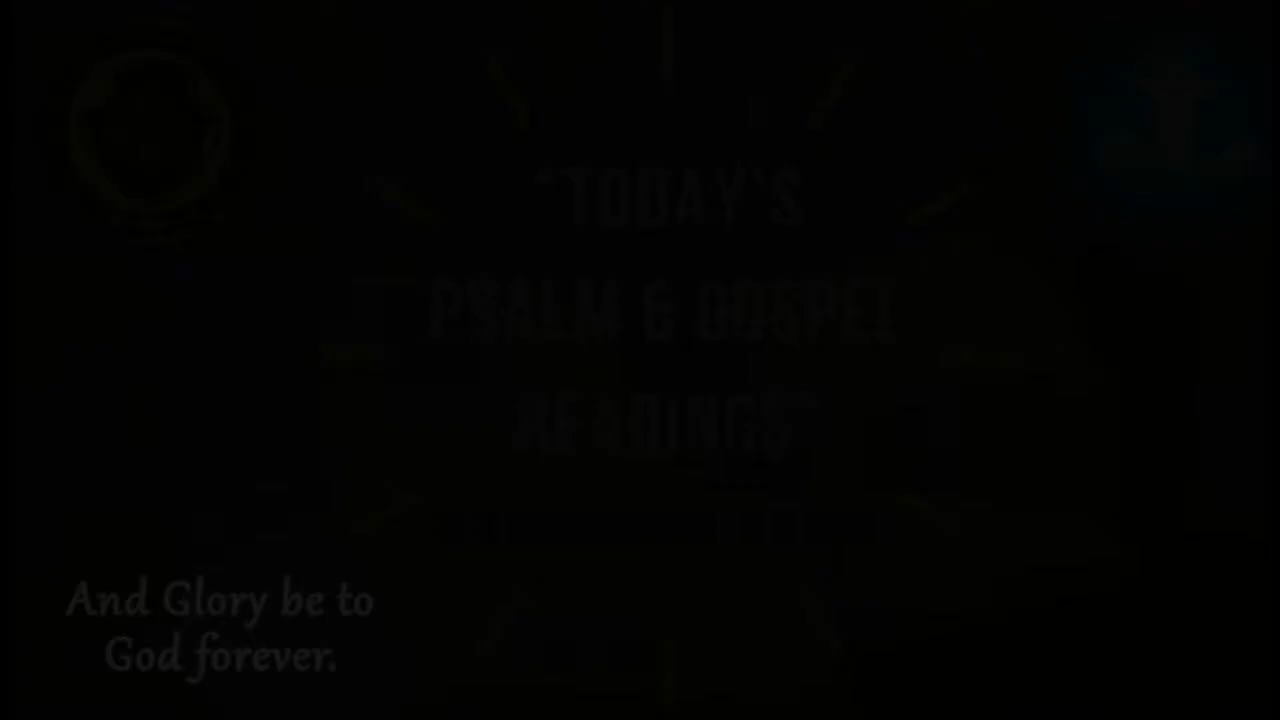 "TODAY'S
PSALM & GOSPEL
READINGS"
And Glory be to
God forever.